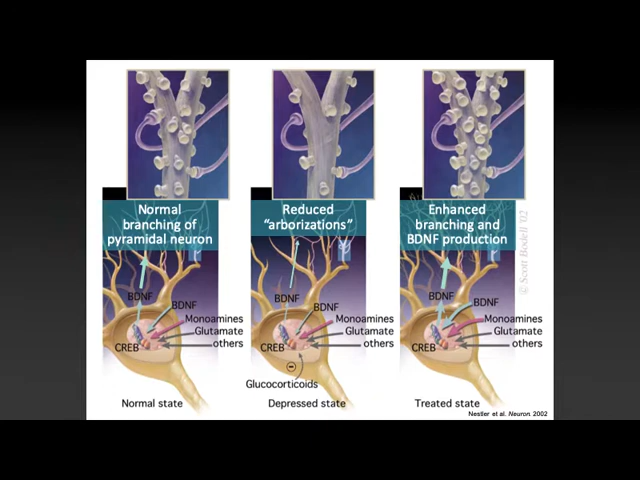 Normal
branching of
pyramidal neuron
BDNF
BDNF
Monoamines
Glutamate
others
CREB
Normal state
Reduced
“arborizations”
BDNF
BDNF
Monoamines
Glutamate
others
CREB
Glucocorticoids
Depressed state
Enhanced
branching and
BDNF production
BDNF
BDNF
Monoamines
Glutamate
others
CREB
Treated state
© Scott Bodell '02
Nestler et al. Neuron. 2002